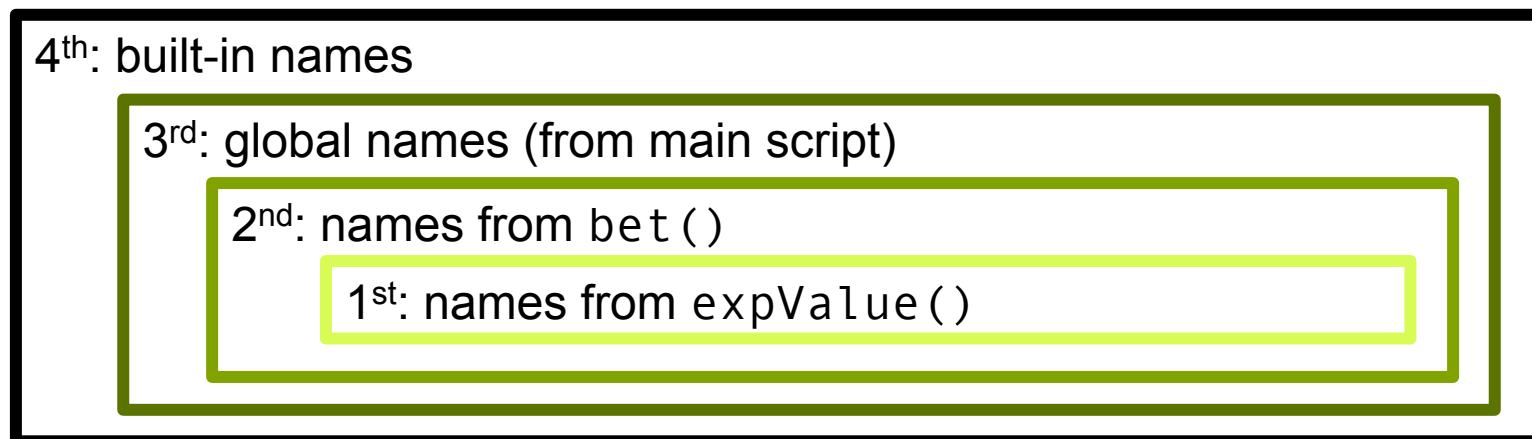 4th: built-in names
3rd: global names (from main script)
2nd: names from bet()
1st: names from expValue()